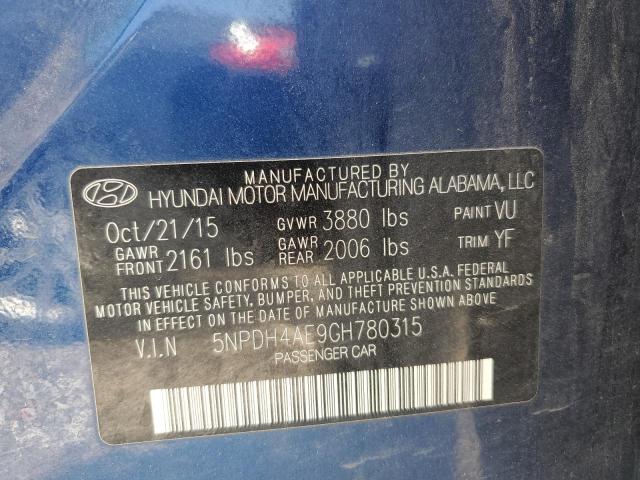 MANUFACTURED BY
HYUNDAI MOTOR MANUFACTURING ALABAMA, LLC
Oct/21/15 GVWR 3880 lbs PAINT VU
GAWR FRONT 2161 lbs GAWR REAR 2006 lbs TRIM YF
THIS VEHICLE CONFORMS TO ALL APPLICABLE U.S.A. FEDERAL
MOTOR VEHICLE SAFETY, BUMPER, AND THEFT PREVENTION STANDARDS
IN EFFECT ON THE DATE OF MANUFACTURE SHOWN ABOVE.
V.I.N 5NPDH4AE9GH780315
PASSENGER CAR